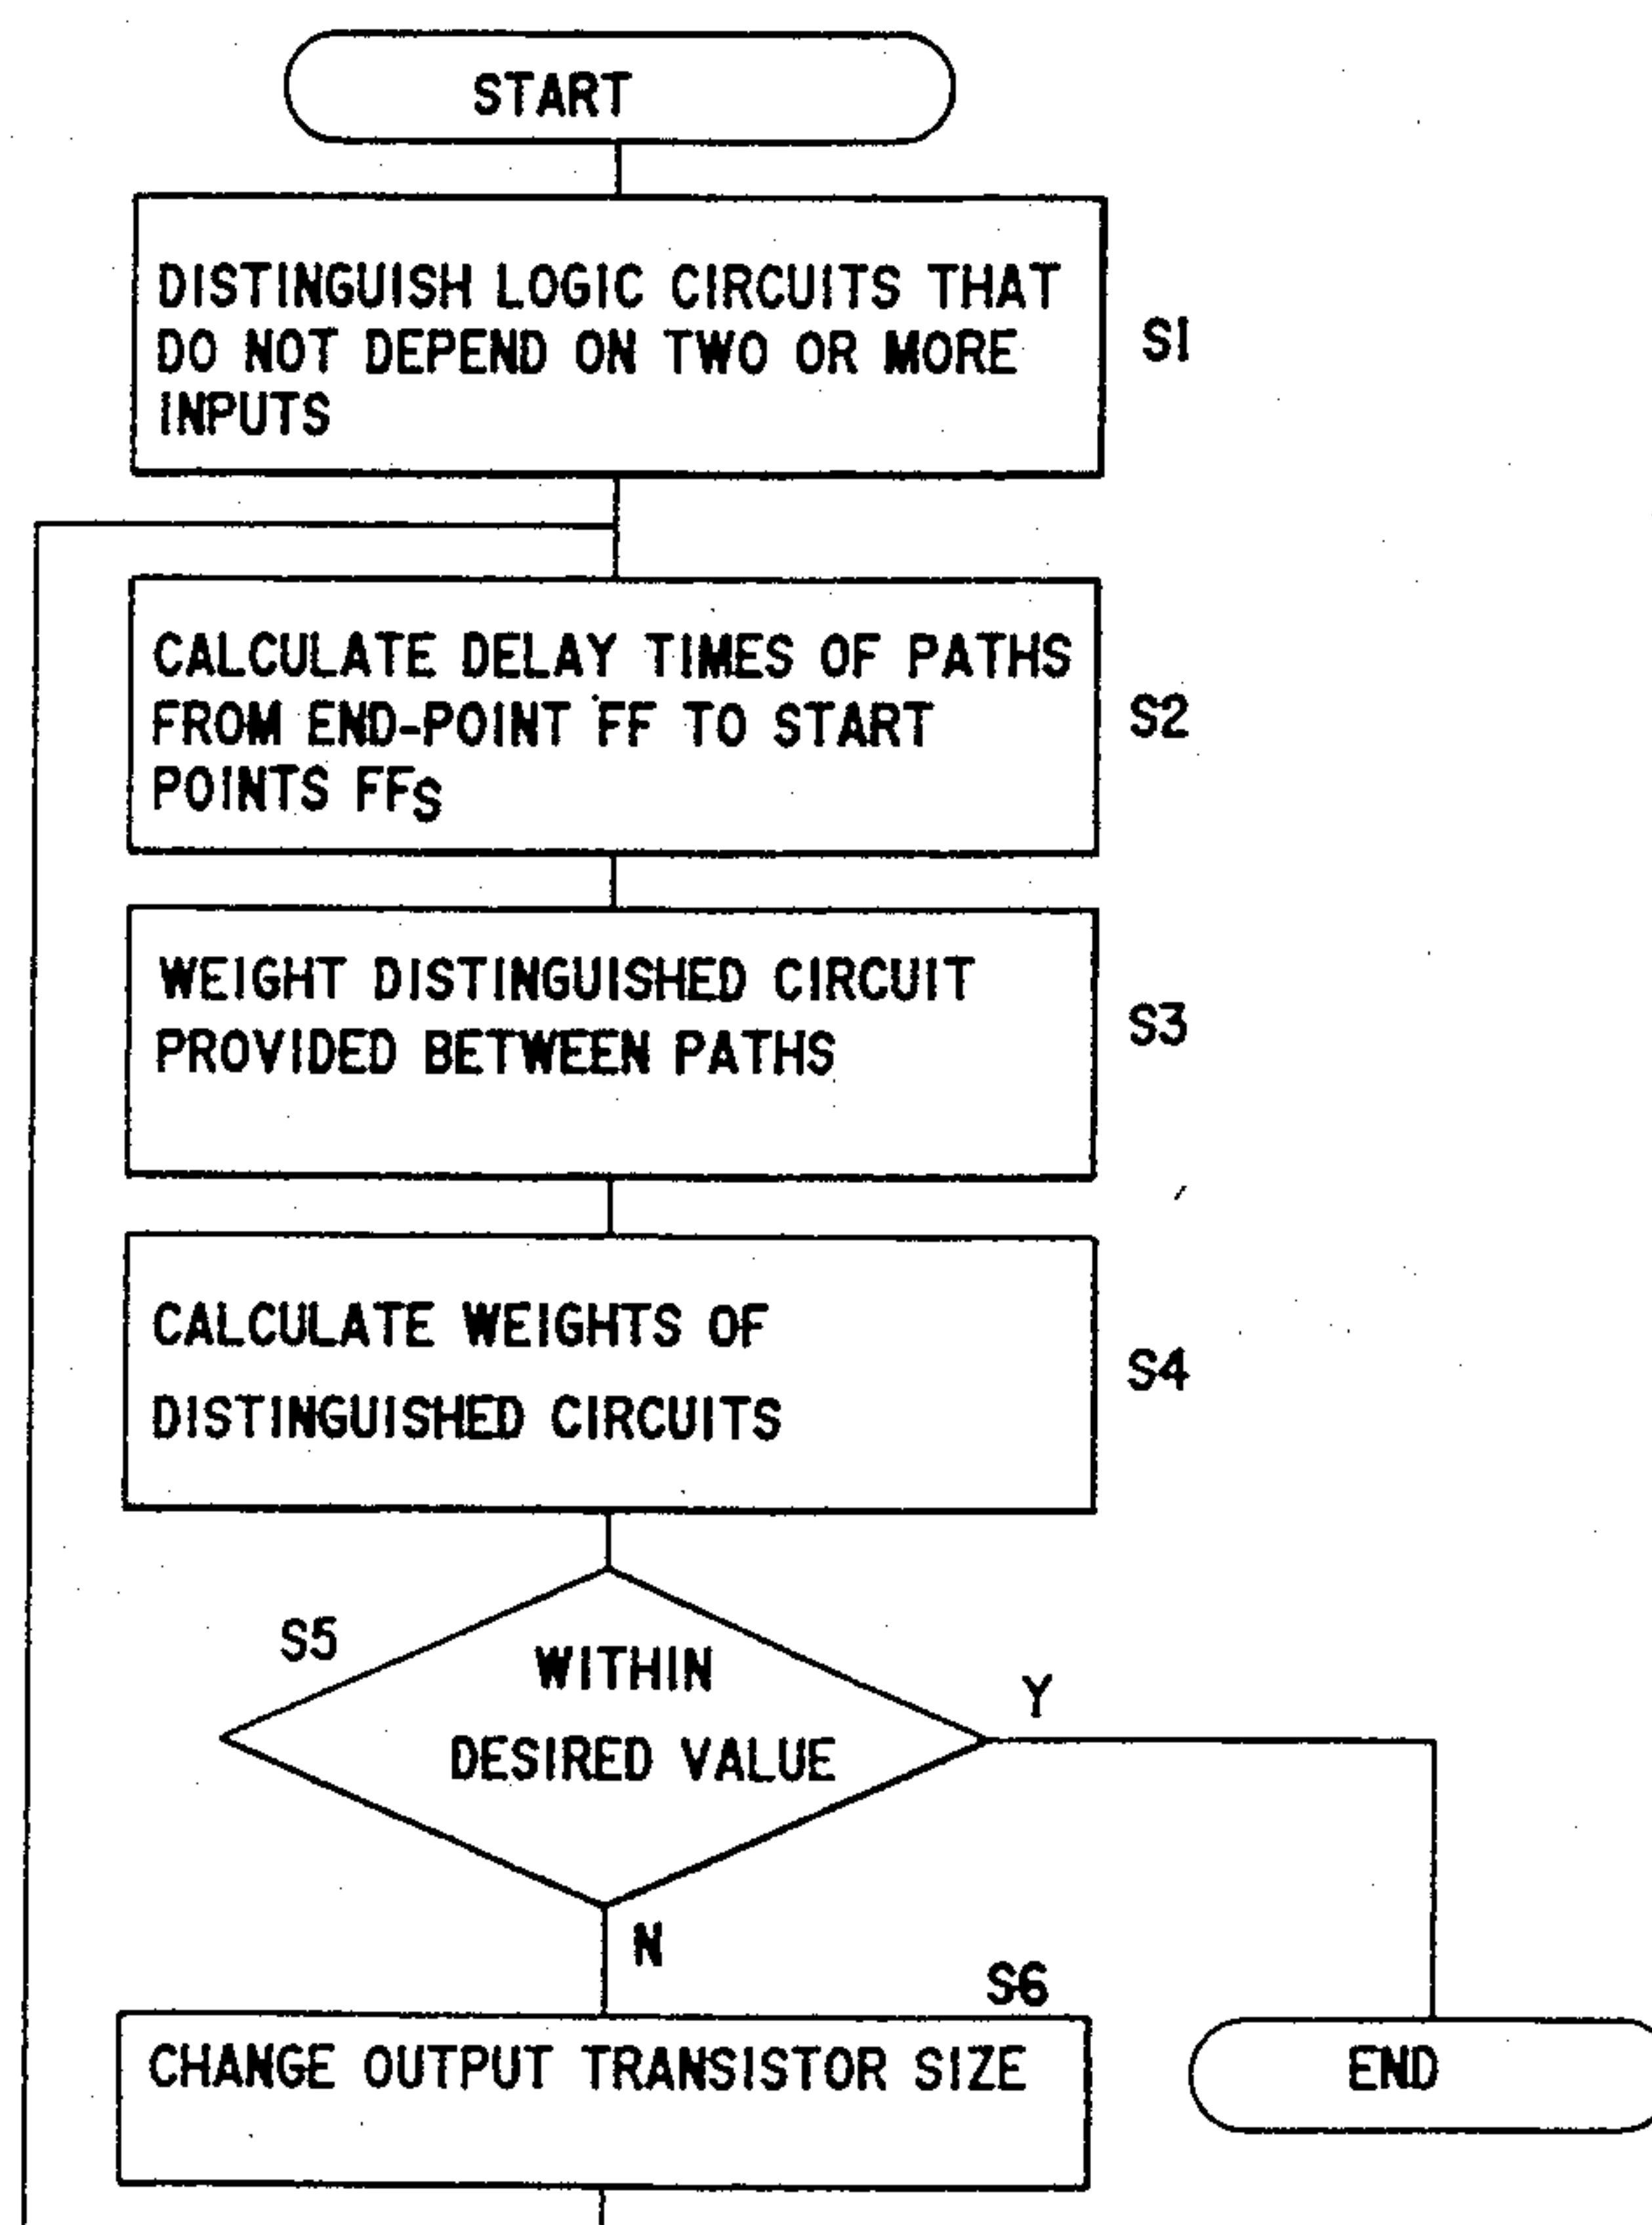 START
DISTINGUISH LOGIC CIRCUITS THAT
DO NOT DEPEND ON TWO OR MORE
INPUTS
S1
CALCULATE DELAY TIMES OF PATHS
FROM END-POINT FF TO START
POINTS FFS
S2
WEIGHT DISTINGUISHED CIRCUIT
PROVIDED BETWEEN PATHS
S3
CALCULATE WEIGHTS OF
DISTINGUISHED CIRCUITS
S4
S5
WITHIN
DESIRED VALUE
Y
N
S6
CHANGE OUTPUT TRANSISTOR SIZE
END